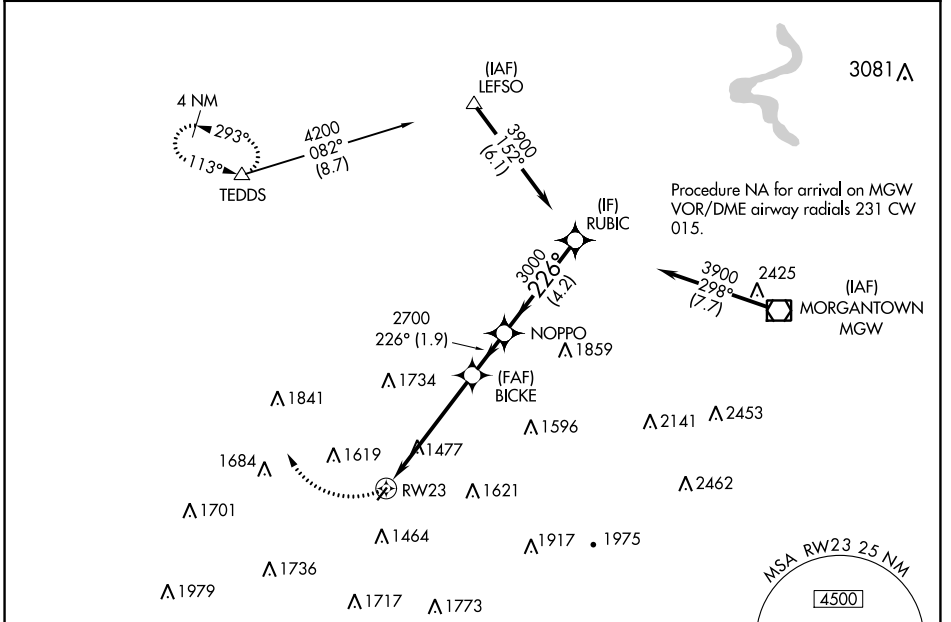 (IAF)
LEFSO
3081
4 NM
293°
113°
TEDDS
4200
082°
(8.7)
3900
152°
(6.1)
Procedure NA for arrival on MGW
VOR/DME airway radials 231 CW
015.
(IF)
RUBIC
3000
226°
(4.2)
3900
298°
(7.7)
2425
(IAF)
MORGANTOWN
MGW
2700
226° (1.9)
NOPPO
1859
(FAF)
BICKE
1734
1841
1596
2141
2453
1477
1619
1684
RW23
1621
2462
1701
1464
1917
1975
1736
1979
1717
1773
MSA RW23 25 NM
4500